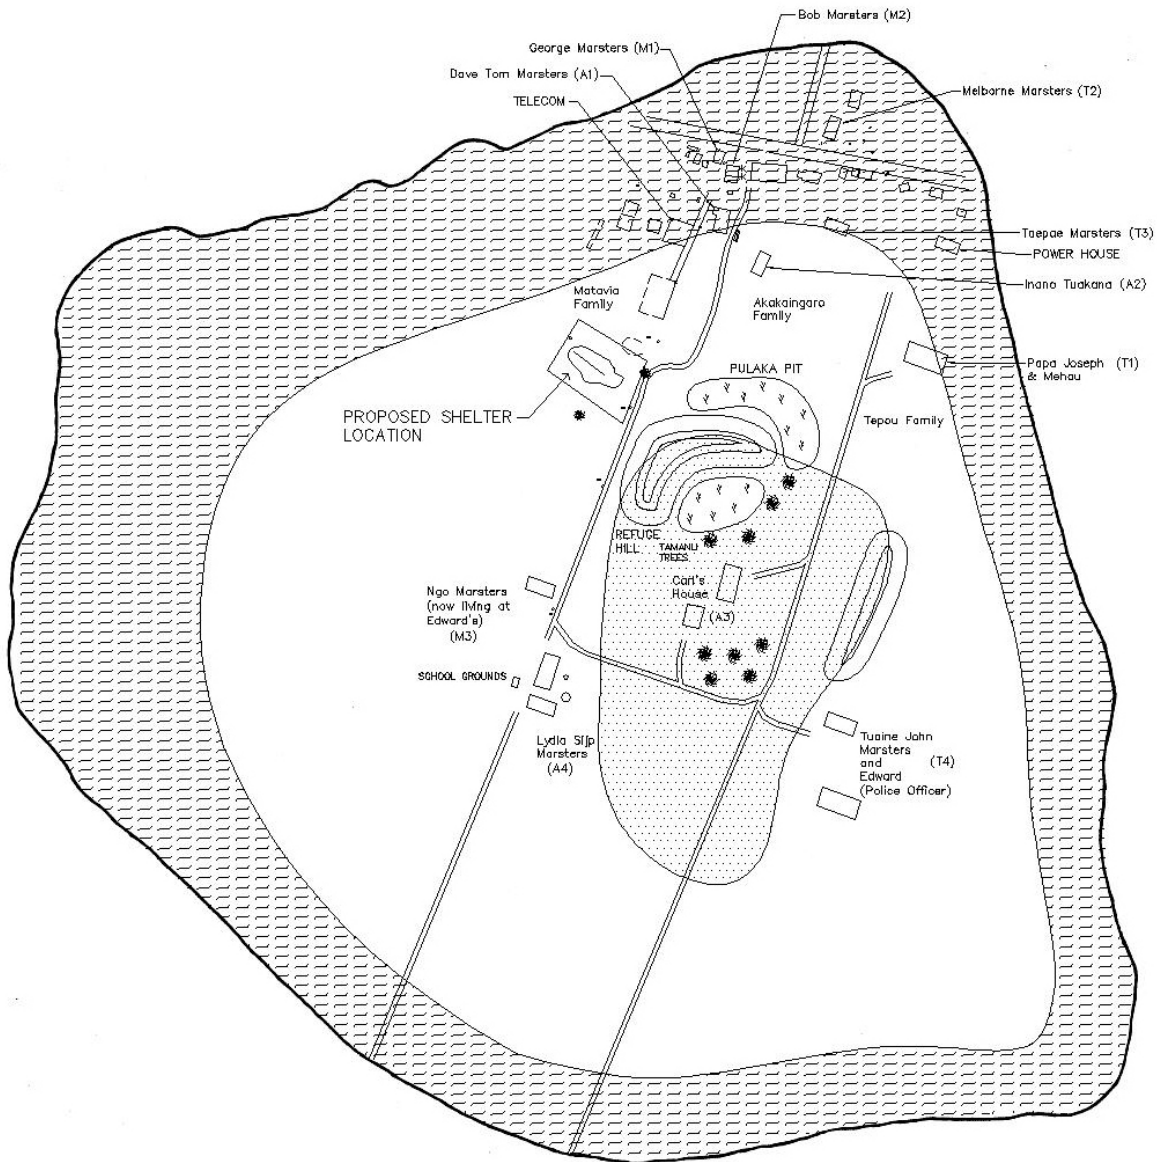 Bob Marsters (M2)
George Marsters (M1)
Dave Tom Marsters (A1)
TELECOM
Melborne Marsters (T2)
Taepae Marsters (T3)
POWER HOUSE
Inano Tuakana (A2)
Matavia
Family
Akakaingaro
Family
Papa Joseph (T1)
& Mehau
PULAKA PIT
PROPOSED SHELTER
LOCATION
Tepou Family
REFUGE
HILL
TAMANU
TREES
Carl's
House
(A3)
Ngo Marsters
(now living at
Edward's)
(M3)
SCHOOL GROUNDS
Lydia Sijp
Marsters
(A4)
Tuaine John
Marsters
and
Edward
(Police Officer)
(T4)